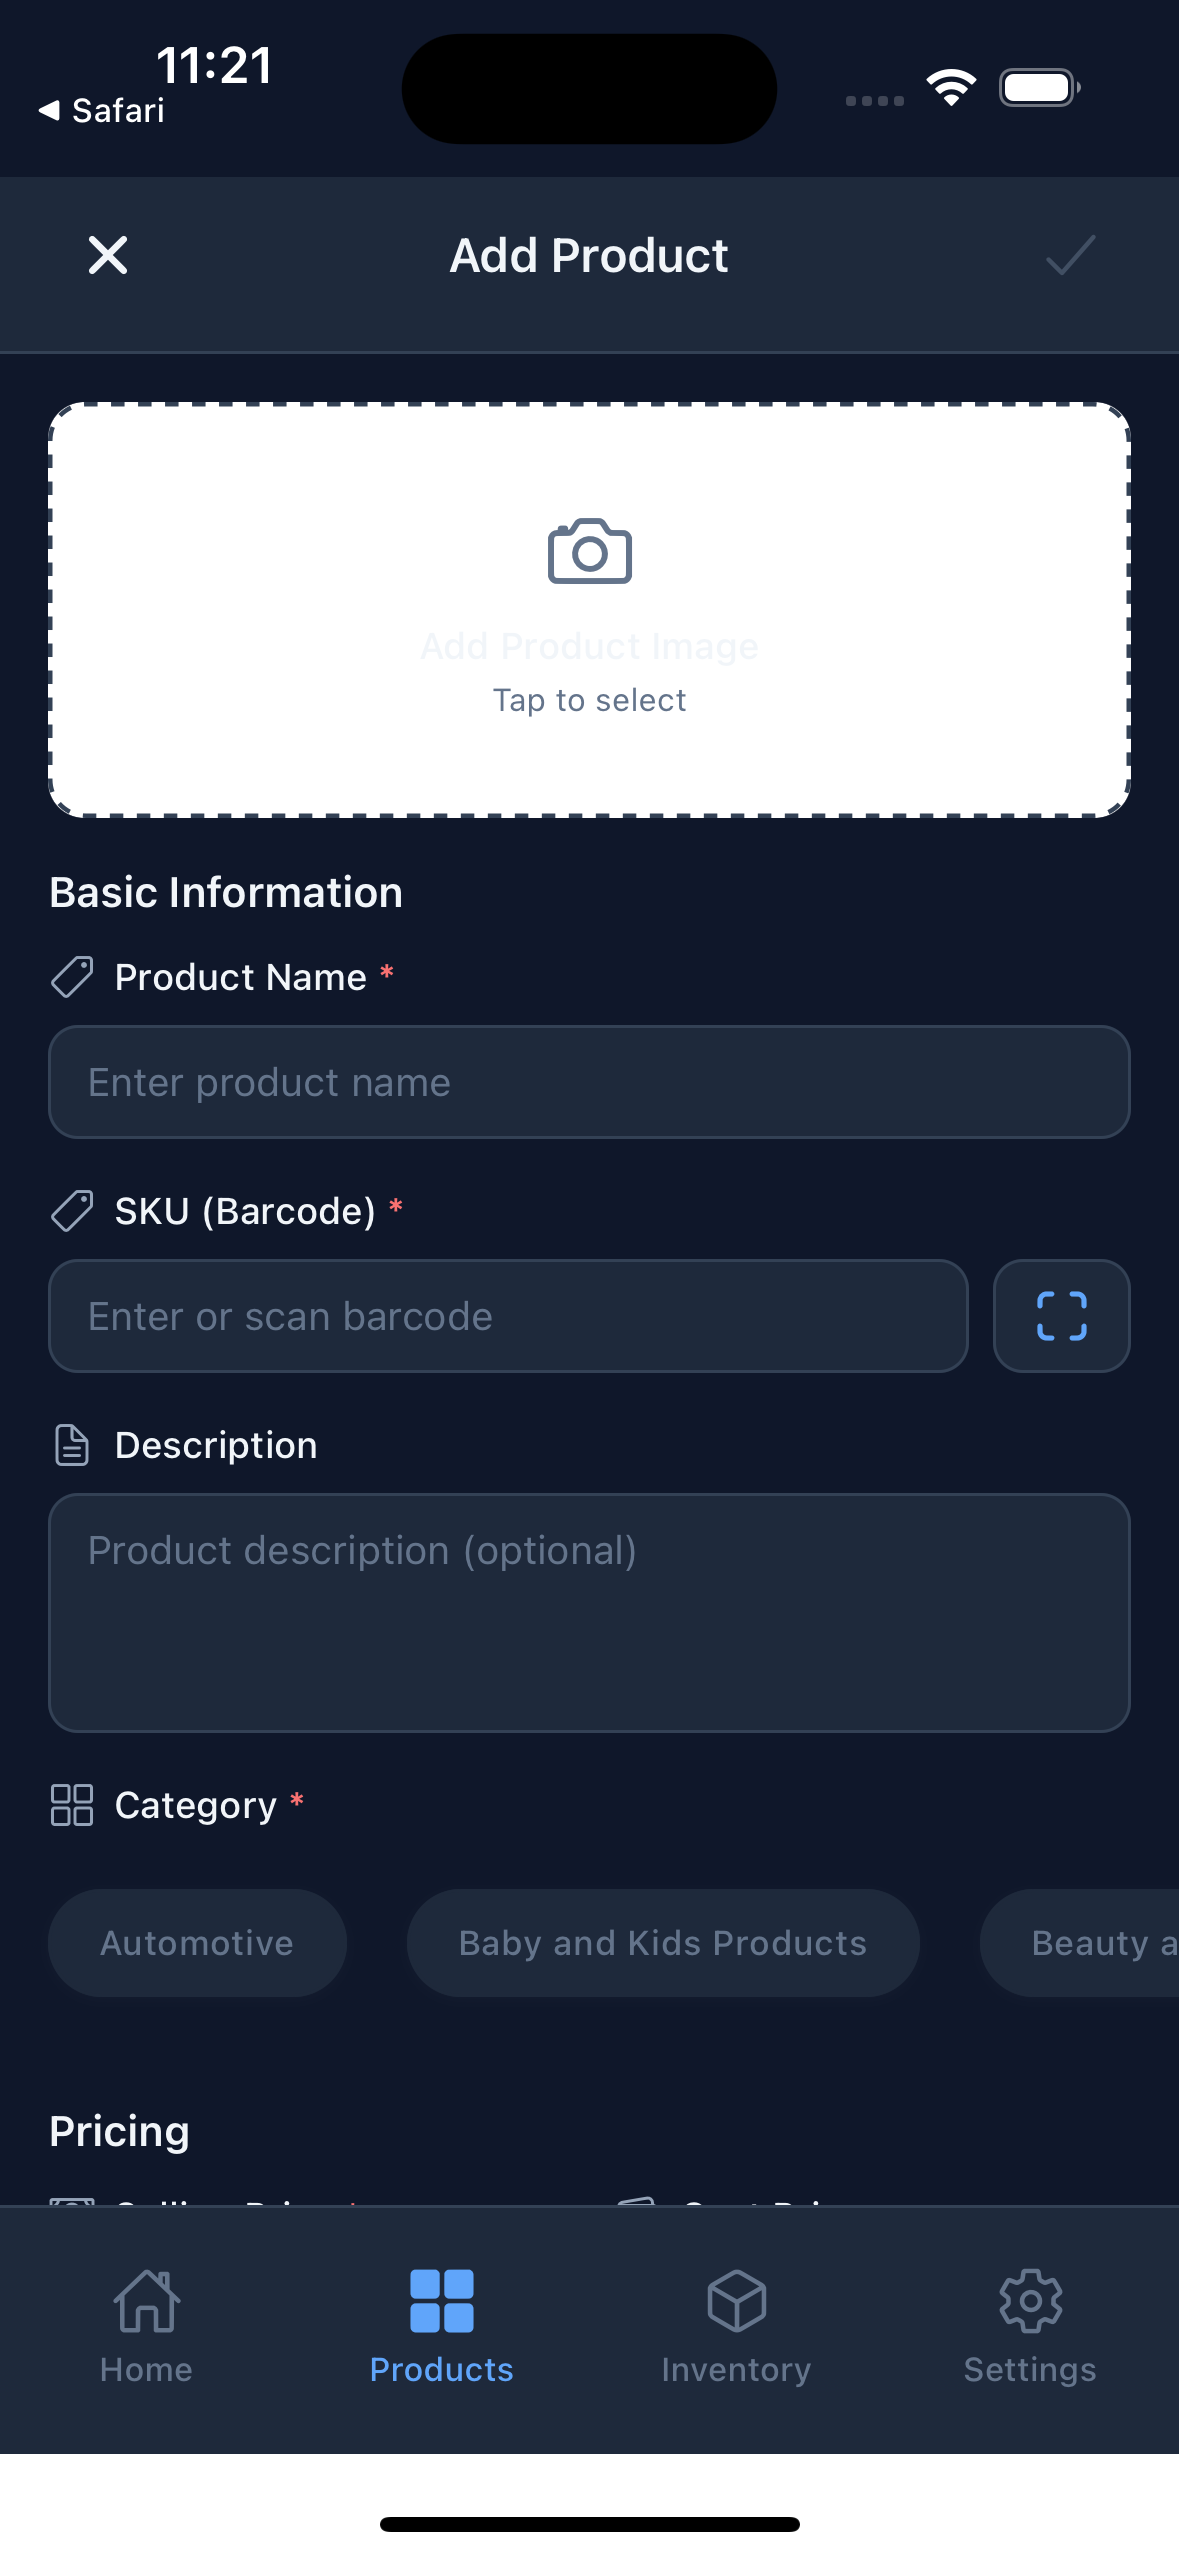 11:21
Safari
Add Product
Add Product Image
Tap to select
Basic Information
Product Name *
Enter product name
SKU (Barcode) *
Enter or scan barcode
Description
Product description (optional)
Category *
Automotive
Baby and Kids Products
Beauty a
Pricing
Home
Products
Inventory
Settings